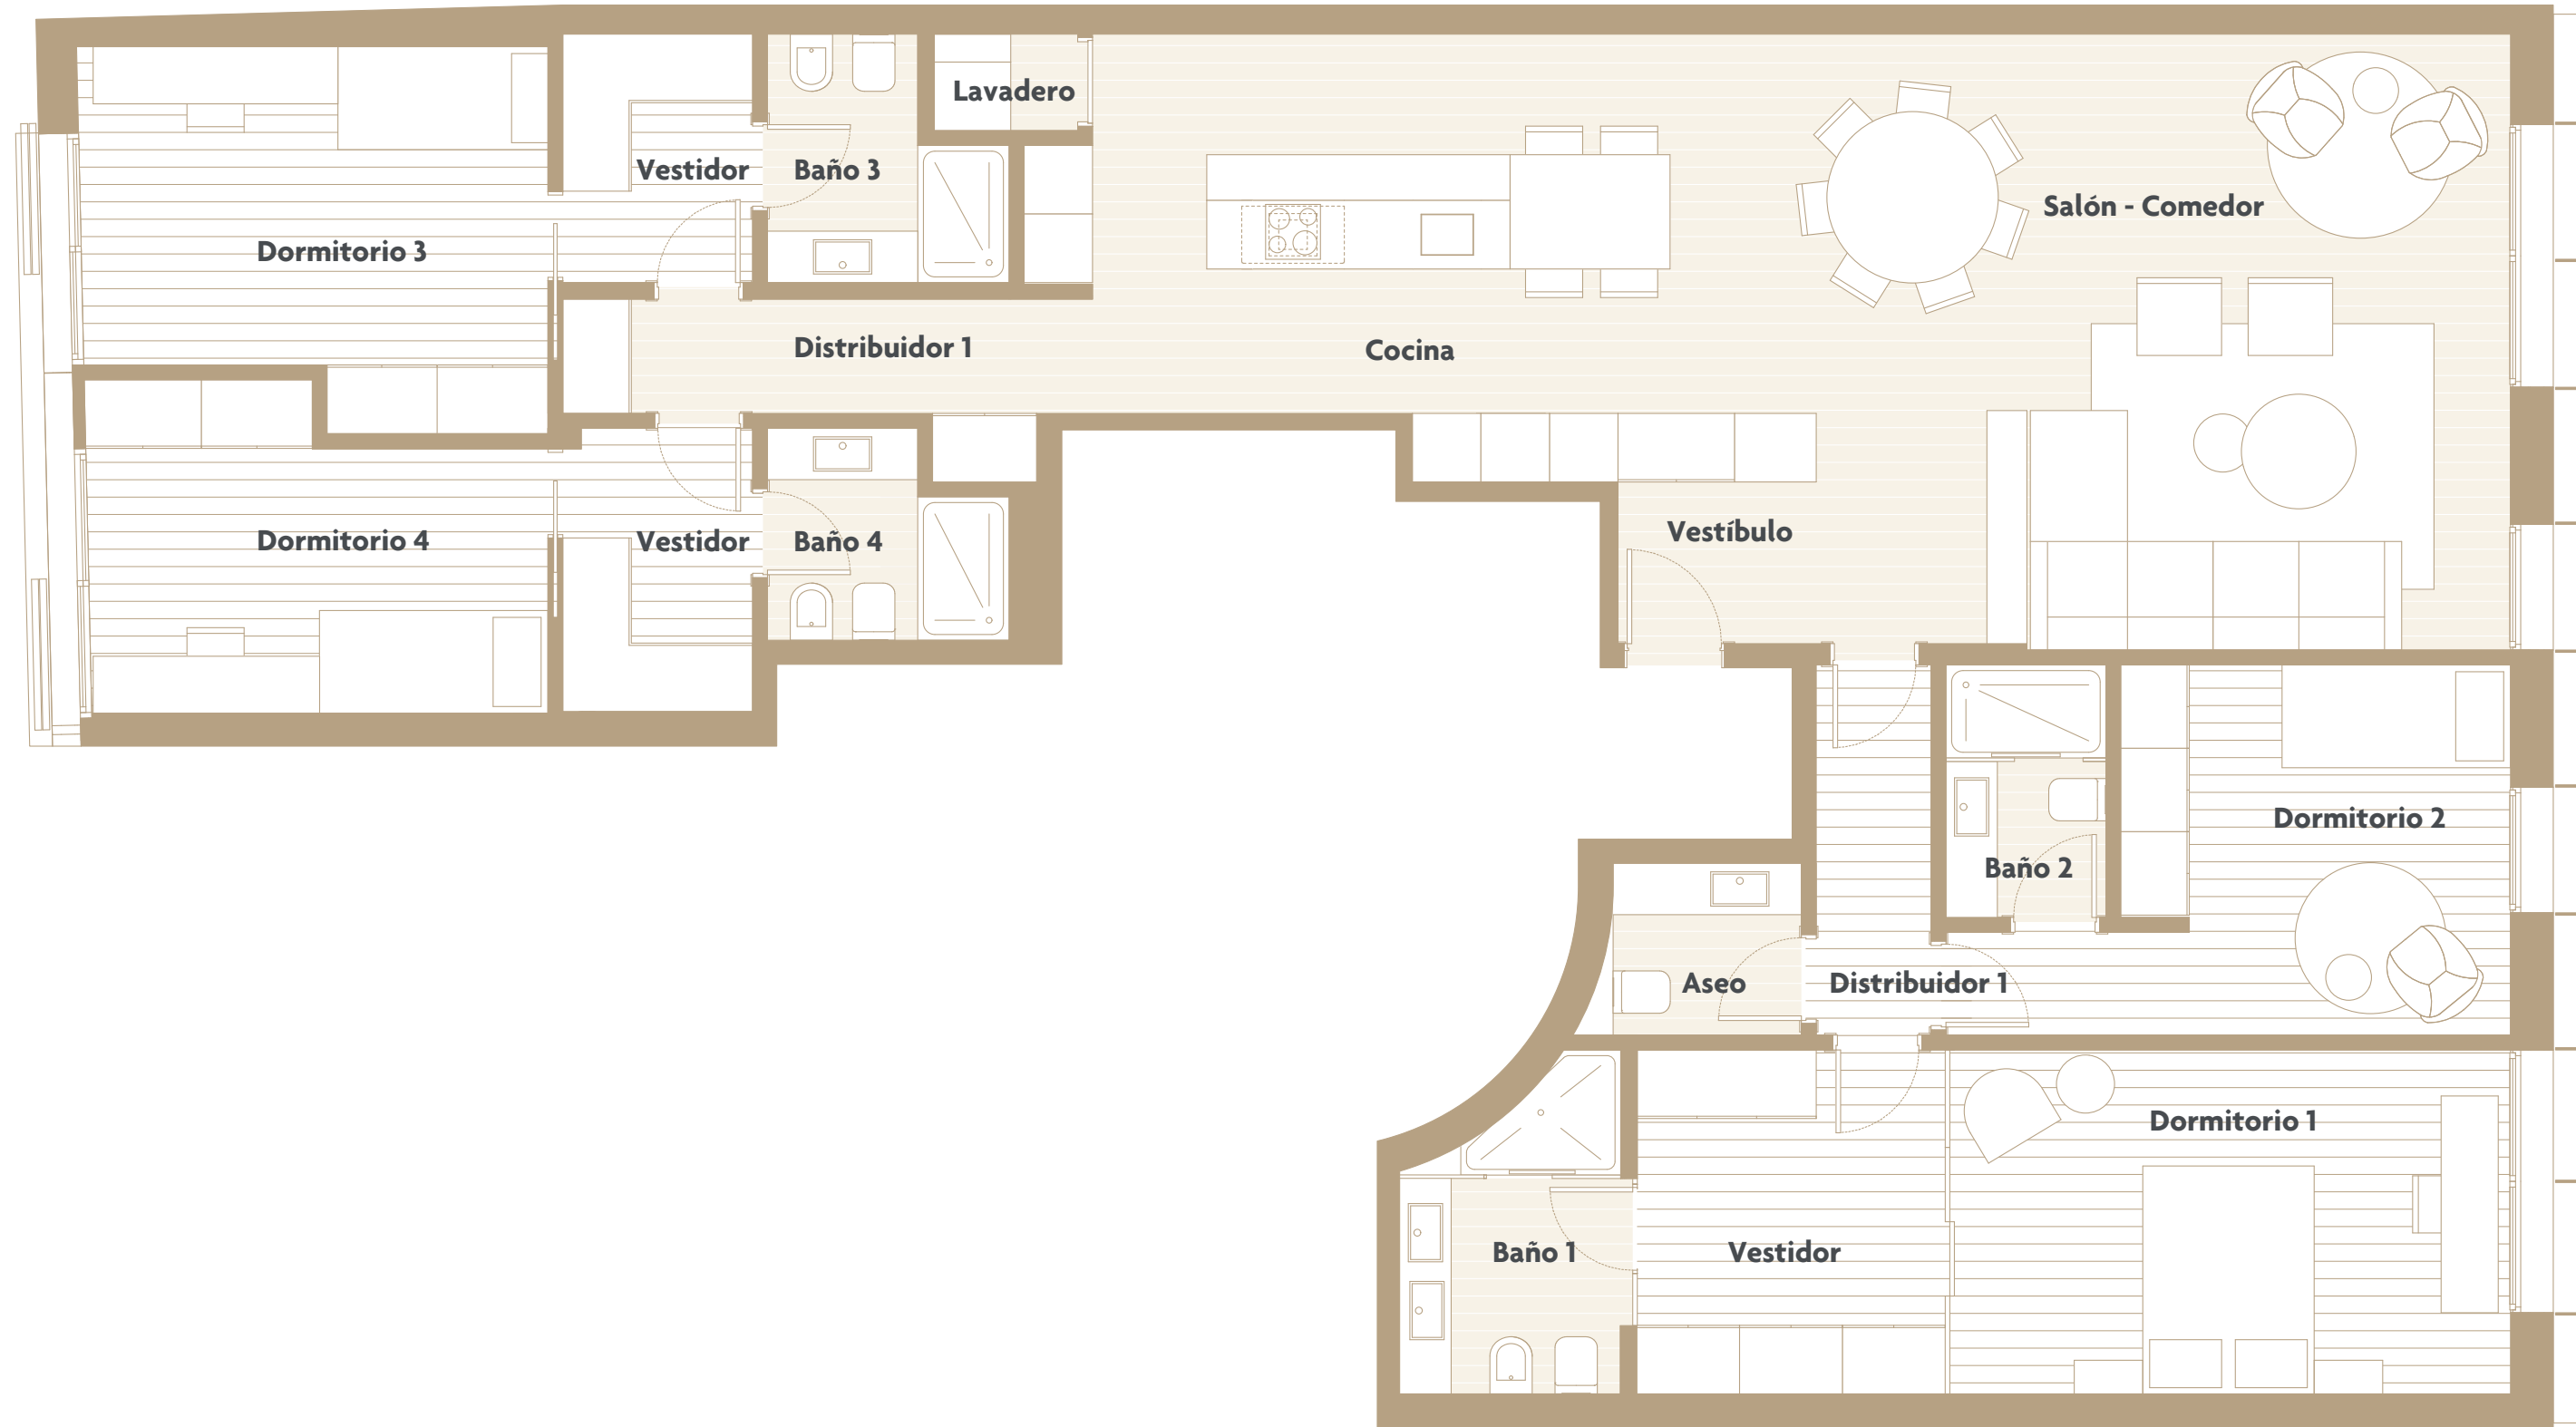 Lavadero
Vestidor
Baño 3
Salón - Comedor
Dormitorio 3
Distribuidor 1
Cocina
Dormitorio 4
Vestidor
Baño 4
Vestíbulo
Dormitorio 2
Baño 2
Aseo
Distribuidor 1
Dormitorio 1
Baño 1
Vestidor